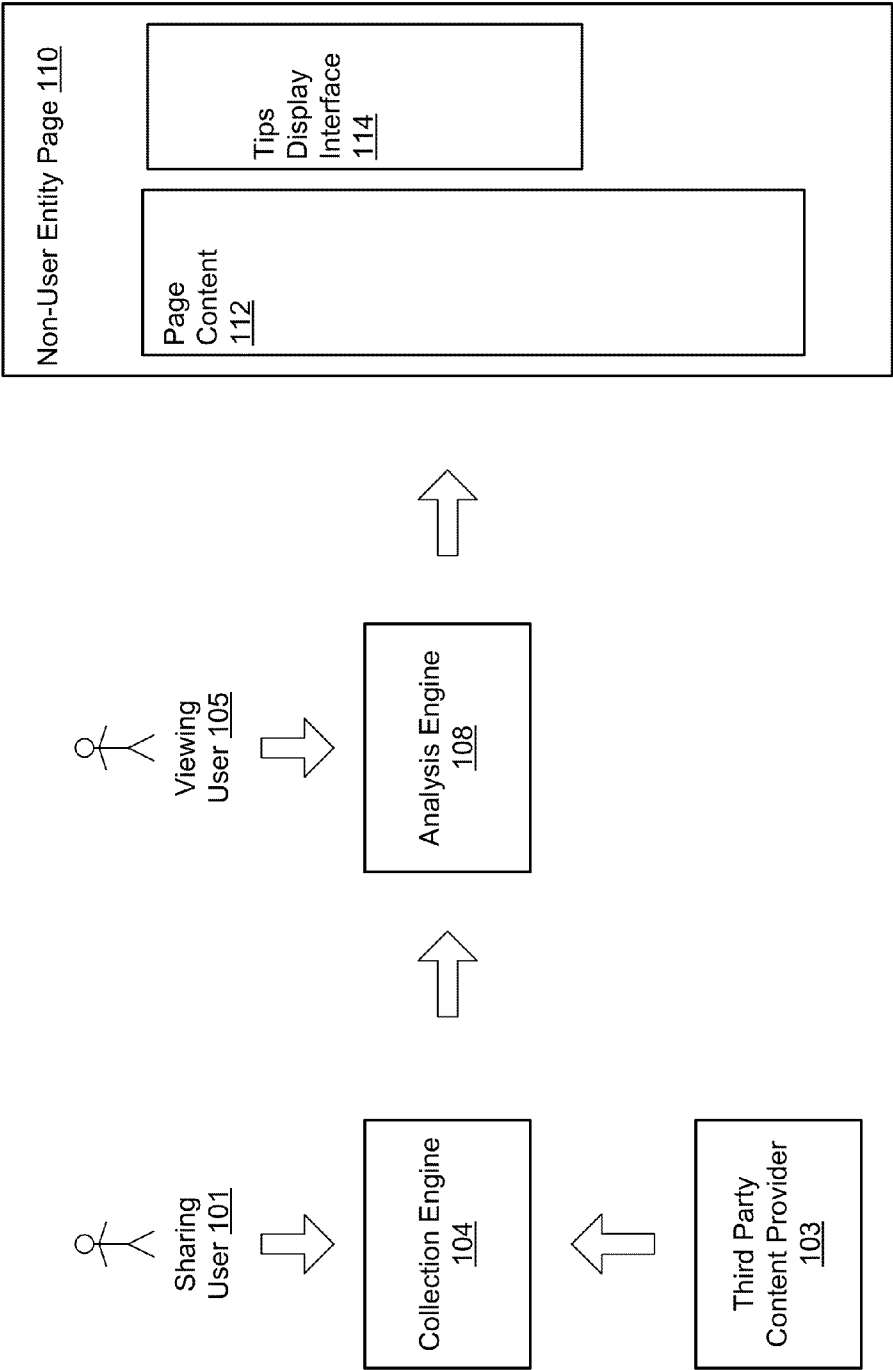 Sharing
User 101
Collection Engine
104
Third Party
Content Provider
103
Viewing
User 105
Analysis Engine
108
Non-User Entity Page 110
Page
Content
112
Tips
Display
Interface
114